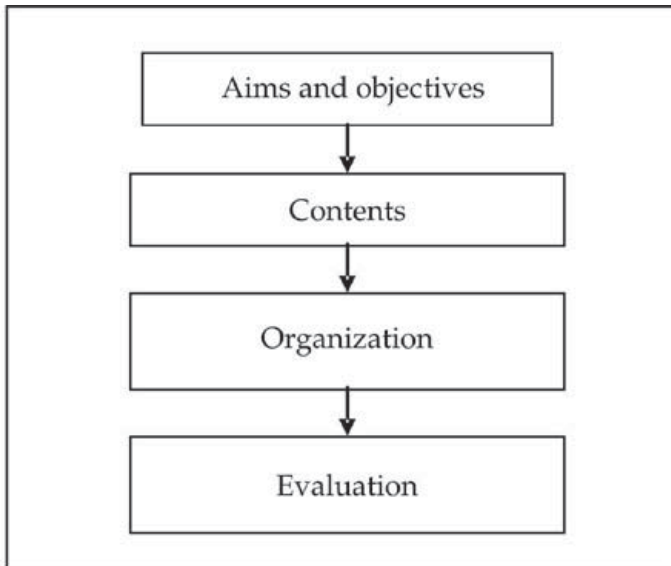 Aims and objectives
Contents
Organization
Evaluation